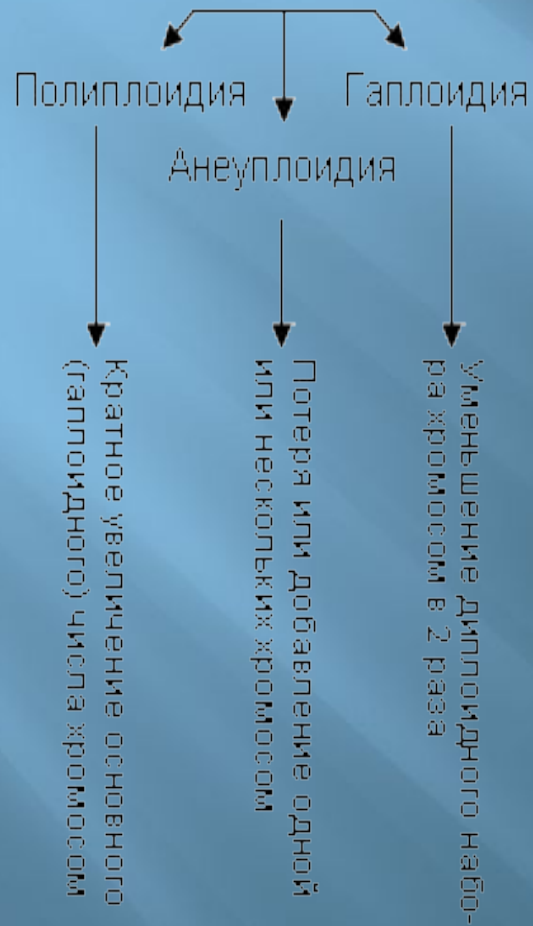 Полиплоидия
Гаплоидия
Анеуплоидия
Кратное увеличение основного
(гаплоидного) числа хромосом
Потеря или добавление одной
или нескольких хромосом
Уменьшение диплоидного набо-
ра хромосом в 2 раза